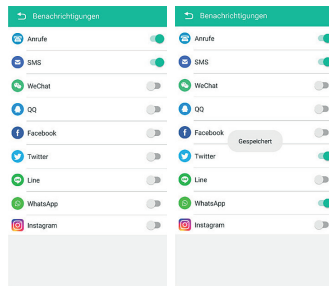 Benachrichtigungen
Anrufe
SMS
WeChat
QQ
Facebook
Twitter
Line
WhatsApp
Instagram
Benachrichtigungen
Anrufe
SMS
WeChat
QQ
Facebook
Gespeichert
Twitter
Line
WhatsApp
Instagram